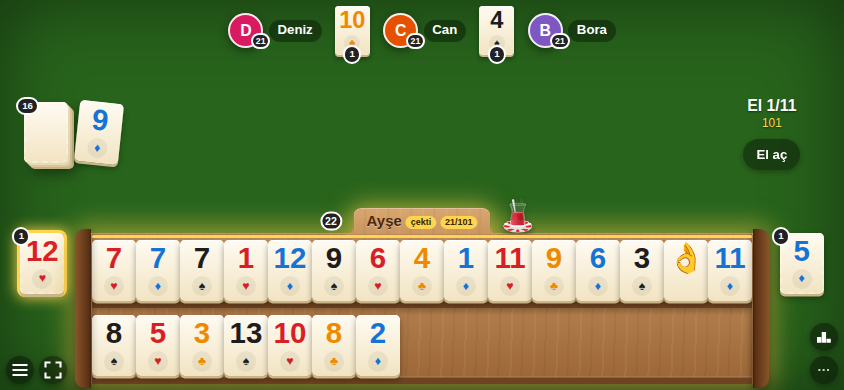 D 21 Deniz 10 1 C 21 Can 4 1 B 21 Bora
16 9
El 1/11
101
El aç
22 Ayşe çekti 21/101
1 12
7 7 7 1 12 9 6 4 1 11 9 6 3 11
1 5
8 5 3 13 10 8 2